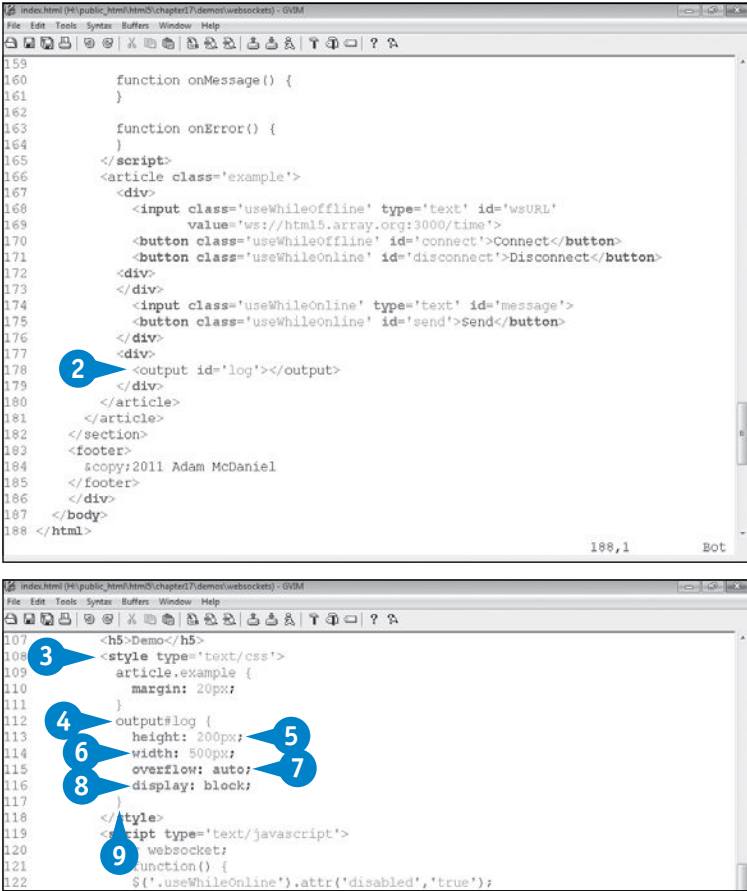 index.html (H:\public_html\html5\chapter17\demos\websockets) - GVIM
File Edit Tools Syntax Buffers Window Help
159
160 function onMessage() {
161 }
162
163 function onError() {
164 }
165 </script>
166 <article class='example'>
167 <div>
168 <input class='useWhileOffline' type='text' id='wsURL'
169 value='ws://html5.array.org:3000/time'>
170 <button class='useWhileOffline' id='connect'>Connect</button>
171 <button class='useWhileOnline' id='disconnect'>Disconnect</button>
172 <div>
173 </div>
174 <input class='useWhileOnline' type='text' id='message'>
175 <button class='useWhileOnline' id='send'>Send</button>
176 </div>
177 <div>
178 2 <output id='log'></output>
179 </div>
180 </article>
181 </article>
182 </section>
183 <footer>
184 &copy;2011 Adam McDaniel
185 </footer>
186 </div>
187 </body>
188 </html>
188,1 Bot
index.html (H:\public_html\html5\chapter17\demos\websockets) - GVIM
File Edit Tools Syntax Buffers Window Help
107 <h5>Demo</h5>
108 3 <style type='text/css'>
109 article.example {
110 margin: 20px;
111 }
112 4 output#log {
113 height: 200px; 5
114 6 width: 500px;
115 overflow: auto; 7
116 8 display: block;
117 }
118 </style>
119 <script type='text/javascript'>
120 9 websocket;
121 function() {
122 $('.useWhileOnline').attr('disabled','true');